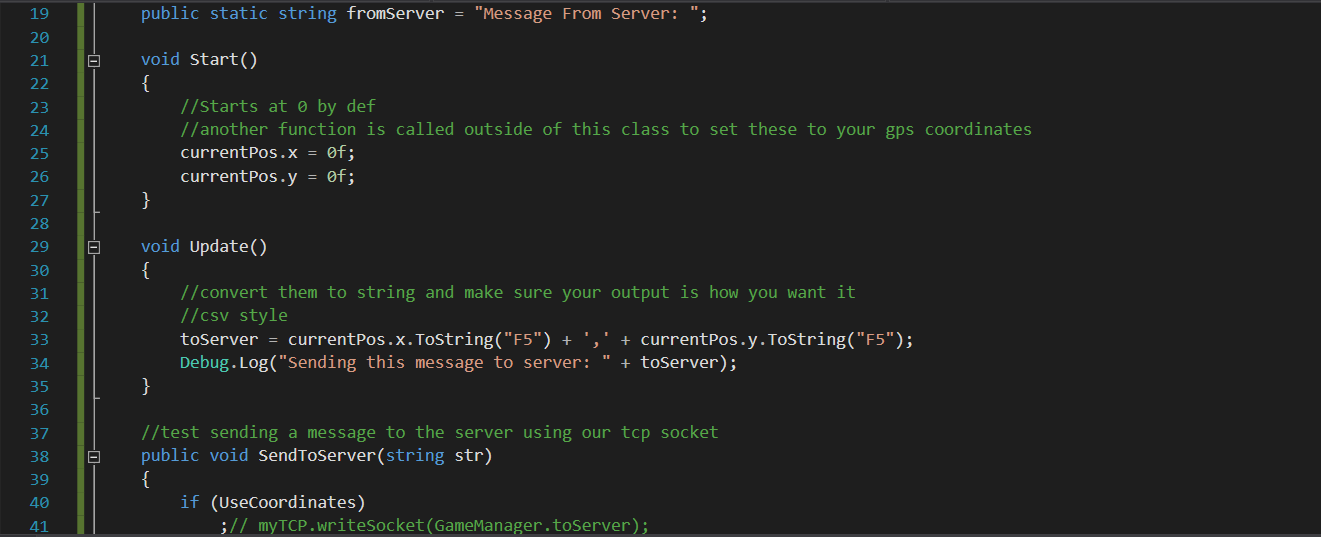 19 public static string fromServer = "Message From Server: ";
20
21 void Start()
22 {
23 //Starts at 0 by def
24 //another function is called outside of this class to set these to your gps coordinates
25 currentPos.x = 0f;
26 currentPos.y = 0f;
27 }
28
29 void Update()
30 {
31 //convert them to string and make sure your output is how you want it
32 //csv style
33 toServer = currentPos.x.ToString("F5") + ',' + currentPos.y.ToString("F5");
34 Debug.Log("Sending this message to server: " + toServer);
35 }
36
37 //test sending a message to the server using our tcp socket
38 public void SendToServer(string str)
39 {
40 if (UseCoordinates)
41 ;// myTCP.writeSocket(GameManager.toServer);